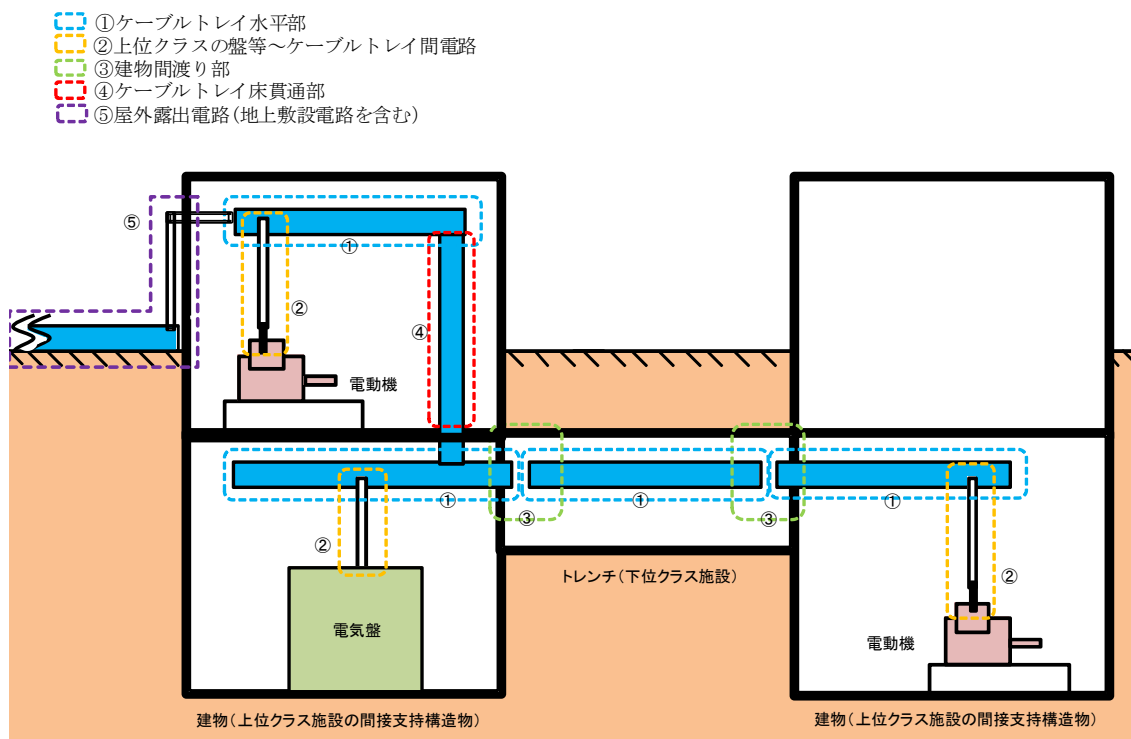 ①ケーブルトレイ水平部
②上位クラスの盤等～ケーブルトレイ間電路
③建物間渡り部
④ケーブルトレイ床貫通部
⑤屋外露出電路(地上敷設電路を含む)
⑤
①
②
④
電動機
①
①
①
③
③
②
トレンチ(下位クラス施設)
②
電気盤
電動機
建物(上位クラス施設の間接支持構造物)
建物(上位クラス施設の間接支持構造物)